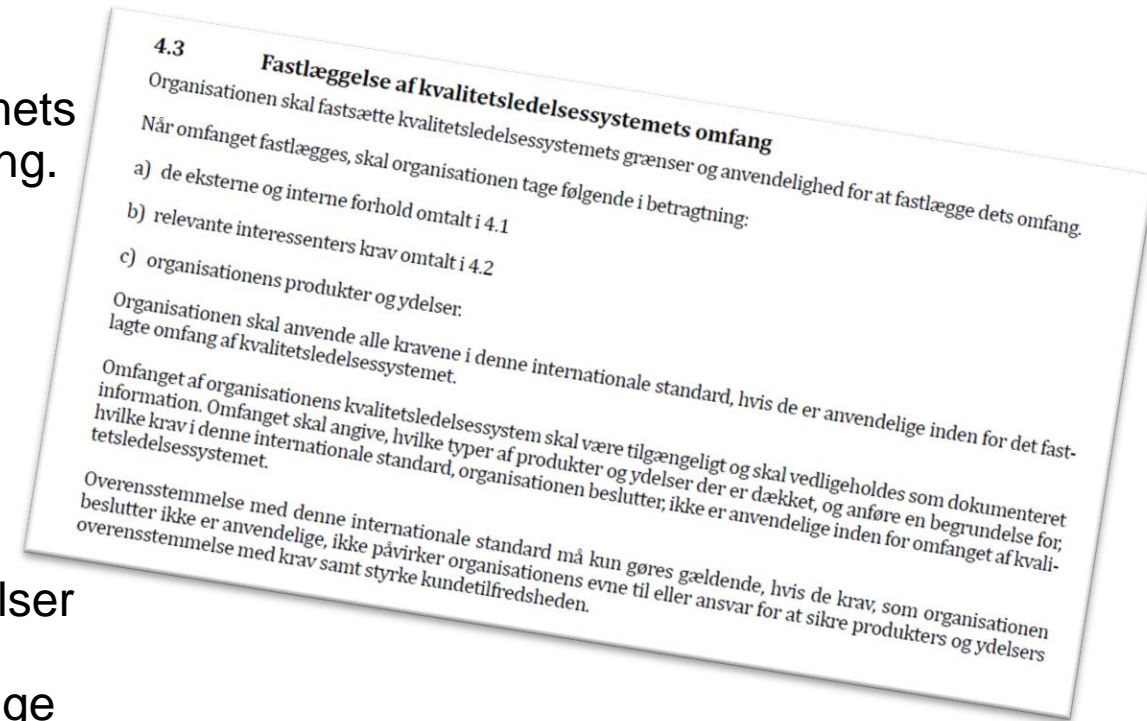 nets
ng.
lser
ge
4.3 Fastlæggelse af kvalitetsledelsessystemets omfang
Organisationen skal fastsætte kvalitetsledelsessystemets grænser og anvendelighed for at fastlægge dets omfang.
Når omfanget fastlægges, skal organisationen tage følgende i betragtning:
a) de eksterne og interne forhold omtalt i 4.1
b) relevante interessenters krav omtalt i 4.2
c) organisationens produkter og ydelser.
Organisationen skal anvende alle kravene i denne internationale standard, hvis de er anvendelige inden for det fast-
lagte omfang af kvalitetsledelsessystemet.
Omfanget af organisationens kvalitetsledelsessystem skal være tilgængeligt og skal vedligeholdes som dokumenteret
information. Omfanget skal angive, hvilke typer af produkter og ydelser der er dækket, og anføre en begrundelse for,
hvilke krav i denne internationale standard, organisationen beslutter, ikke er anvendelige inden for omfanget af kvali-
tetsledelsessystemet.
Overensstemmelse med denne internationale standard må kun gøres gældende, hvis de krav, som organisationen
beslutter ikke er anvendelige, ikke påvirker organisationens evne til eller ansvar for at sikre produkters og ydelsers
overensstemmelse med krav samt styrke kundetilfredsheden.